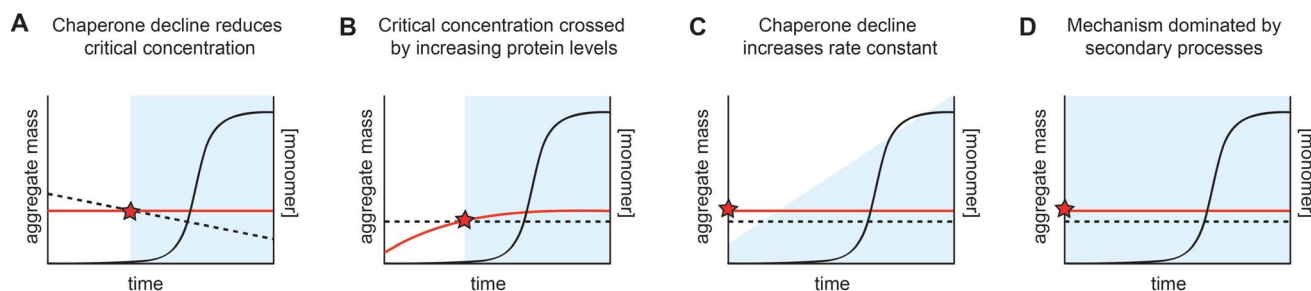 A
Chaperone decline reduces
critical concentration
aggregate mass
[monomer]
time
B
Critical concentration crossed
by increasing protein levels
aggregate mass
[monomer]
time
C
Chaperone decline
increases rate constant
aggregate mass
[monomer]
time
D
Mechanism dominated by
secondary processes
aggregate mass
[monomer]
time